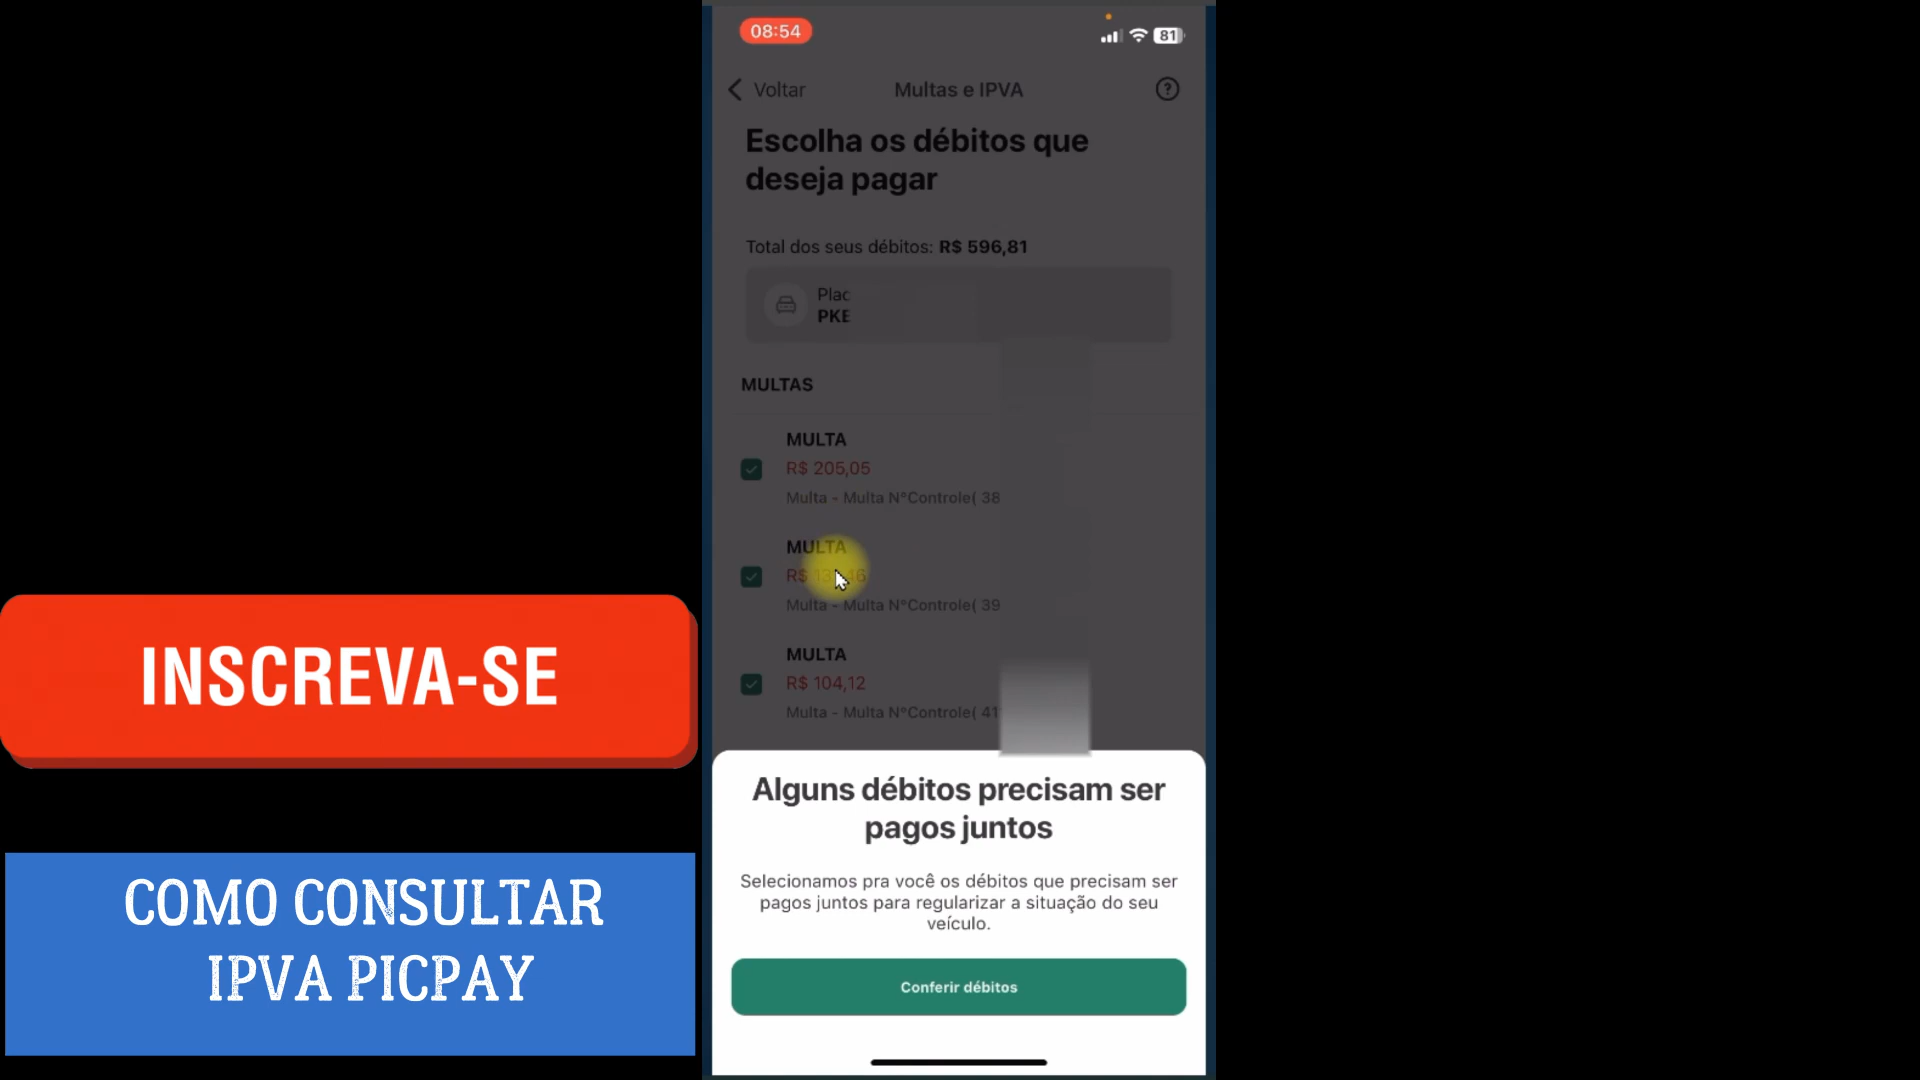 08:54
81
Voltar
Multas e IPVA
?
Escolha os débitos que
deseja pagar
Total dos seus débitos: R$ 596,81
Plac
PKE
MULTAS
MULTA
R$ 205,05
Multa - Multa N°Controle( 38
MULTA
R$
Multa - Multa N°Controle( 39
MULTA
R$ 104,12
Multa - Multa N°Controle( 41
Alguns débitos precisam ser
pagos juntos
Selecionamos pra você os débitos que precisam ser
pagos juntos para regularizar a situação do seu
veículo.
Conferir débitos
INSCREVA-SE
COMO CONSULTAR
IPVA PICPAY